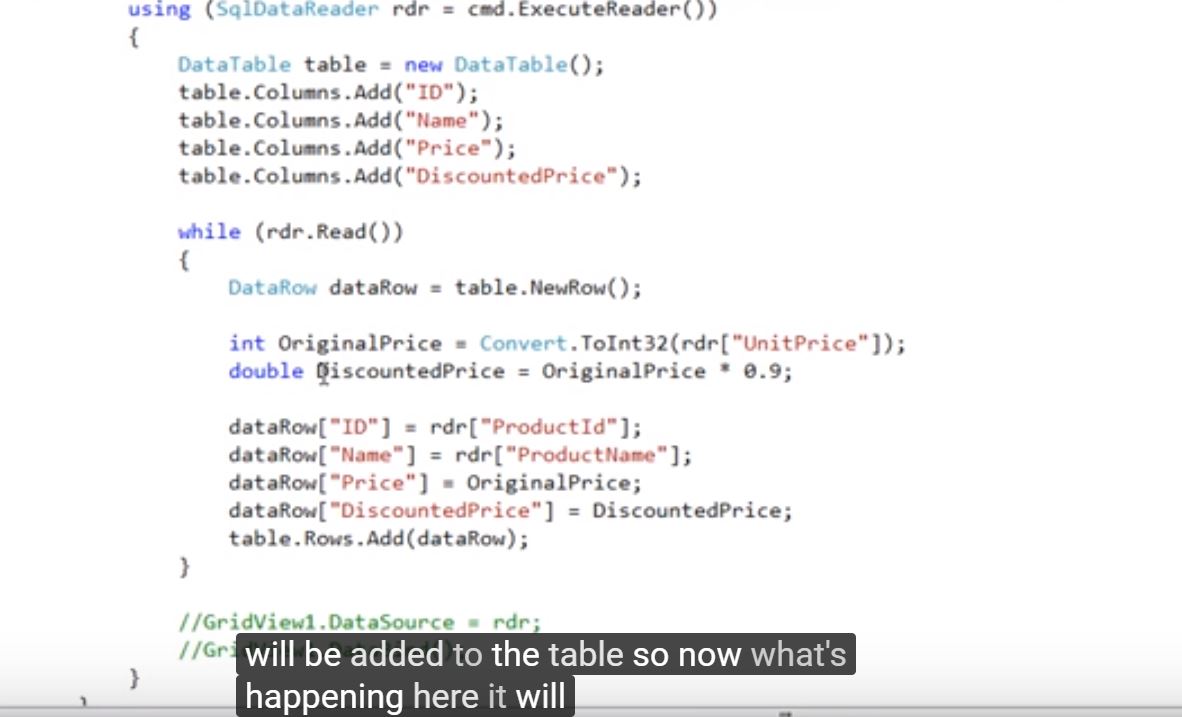 using (SqlDataReader rdr = cmd.ExecuteReader())
{
DataTable table = new DataTable();
table.Columns.Add("ID");
table.Columns.Add("Name");
table.Columns.Add("Price");
table.Columns.Add("DiscountedPrice");
while (rdr.Read())
{
DataRow dataRow = table.NewRow();
int OriginalPrice = Convert.ToInt32(rdr["UnitPrice"]);
double DiscountedPrice = OriginalPrice * 0.9;
dataRow["ID"] = rdr["ProductId"];
dataRow["Name"] = rdr["ProductName"];
dataRow["Price"] = OriginalPrice;
dataRow["DiscountedPrice"] = DiscountedPrice;
table.Rows.Add(dataRow);
}
//GridView1.DataSource = rdr;
//Gri
will be added to the table so now what's
happening here it will
}